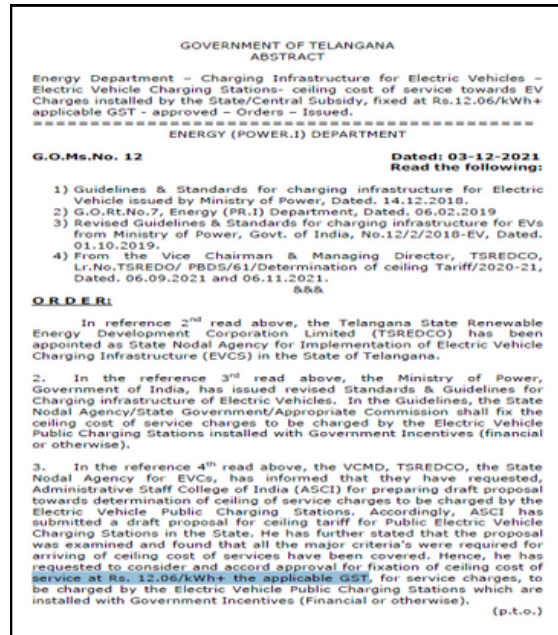 GOVERNMENT OF TELANGANA
ABSTRACT
Energy Department – Charging Infrastructure for Electric Vehicles –
Electric Vehicle Charging Stations- ceiling cost of service towards EV
Charges installed by the State/Central Subsidy, fixed at Rs.12.06/kWh+
applicable GST - approved – Orders – Issued.
==================================================
ENERGY (POWER.I) DEPARTMENT
G.O.Ms.No. 12 Dated: 03-12-2021
Read the following:
1) Guidelines & Standards for charging infrastructure for Electric
Vehicle issued by Ministry of Power, Dated. 14.12.2018.
2) G.O.Rt.No.7, Energy (PR.I) Department, Dated. 06.02.2019
3) Revised Guidelines & Standards for charging infrastructure for EVs
from Ministry of Power, Govt. of India, No.12/2/2018-EV, Dated.
01.10.2019.
4) From the Vice Chairman & Managing Director, TSREDCO,
Lr.No.TSREDO/ PBDS/61/Determination of ceiling Tariff/2020-21,
Dated. 06.09.2021 and 06.11.2021.
&&&
O R D E R:
In reference 2nd read above, the Telangana State Renewable
Energy Development Corporation Limited (TSREDCO) has been
appointed as State Nodal Agency for Implementation of Electric Vehicle
Charging Infrastructure (EVCS) in the State of Telangana.
2. In the reference 3rd read above, the Ministry of Power,
Government of India, has issued revised Standards & Guidelines for
Charging infrastructure of Electric Vehicles. In the Guidelines, the State
Nodal Agency/State Government/Appropriate Commission shall fix the
ceiling cost of service charges to be charged by the Electric Vehicle
Public Charging Stations installed with Government Incentives (financial
or otherwise).
3. In the reference 4th read above, the VCMD, TSREDCO, the State
Nodal Agency for EVCs, has informed that they have requested,
Administrative Staff College of India (ASCI) for preparing draft proposal
towards determination of ceiling of service charges to be charged by the
Electric Vehicle Public Charging Stations. Accordingly, ASCI has
submitted a draft proposal for ceiling tariff for Public Electric Vehicle
Charging Stations in the State. He has further stated that the proposal
was examined and found that all the major criteria's were required for
arriving of ceiling cost of services have been covered. Hence, he has
requested to consider and accord approval for fixation of ceiling cost of
service at Rs. 12.06/kWh+ the applicable GST, for service charges, to
be charged by the Electric Vehicle Public Charging Stations which are
installed with Government Incentives (Financial or otherwise).
(p.t.o.)